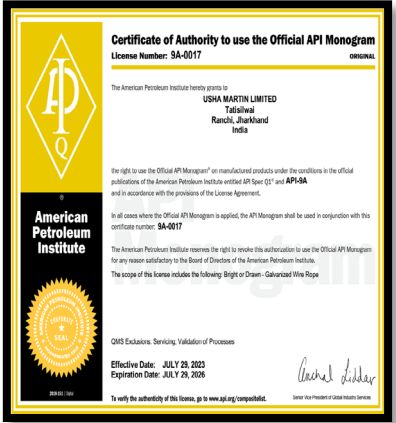 Certificate of Authority to use the Official API Monogram
License Number: 9A-0017
ORIGINAL
API
Q
®
American
Petroleum
Institute
The American Petroleum Institute hereby grants to
USHA MARTIN LIMITED
Tatisilwai
Ranchi, Jharkhand
India
the right to use the Official API Monogram® on manufactured products under the conditions in the official
publications of the American Petroleum Institute entitled API Spec Q1® and API-9A
and in accordance with the provisions of the License Agreement.
In all cases where the Official API Monogram is applied, the API Monogram shall be used in conjunction with this
certificate number: 9A-0017
The American Petroleum Institute reserves the right to revoke this authorization to use the Official API Monogram
for any reason satisfactory to the Board of Directors of the American Petroleum Institute.
The scope of this license includes the following: Bright or Drawn - Galvanized Wire Rope
API
Monogram
CORPORATE
SEAL
QMS Exclusions: Servicing, Validation of Processes
Effective Date: JULY 29, 2023
Expiration Date: JULY 29, 2026
To verify the authenticity of this license, go to www.api.org/compositelist.
Anchal Liddar
Senior Vice President of Global Industry Services